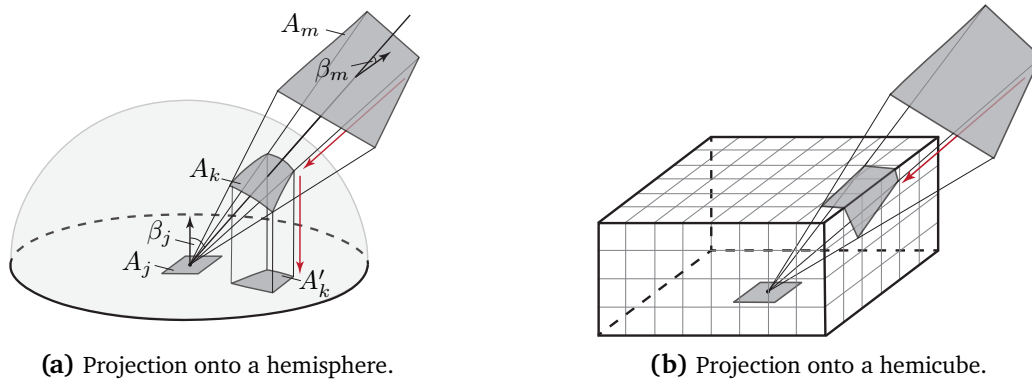 A_m
β_m
A_k
β_j
A_j
A'_k
(a) Projection onto a hemisphere.
(b) Projection onto a hemicube.